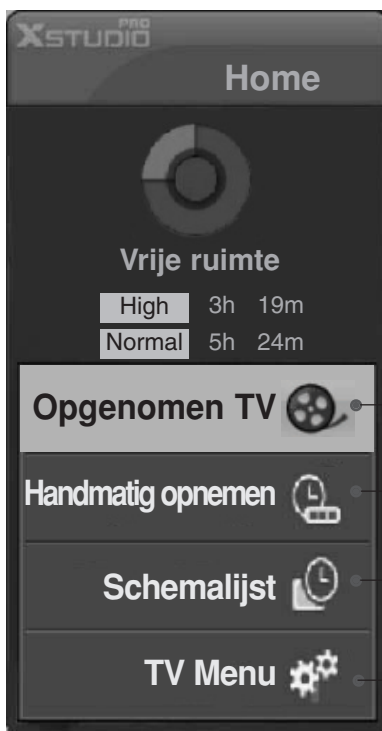 XSTUDIO PRO
Home
Vrije ruimte
High 3h 19m
Normal 5h 24m
Opgenomen TV
Handmatig opnemen
Schemalijst
TV Menu